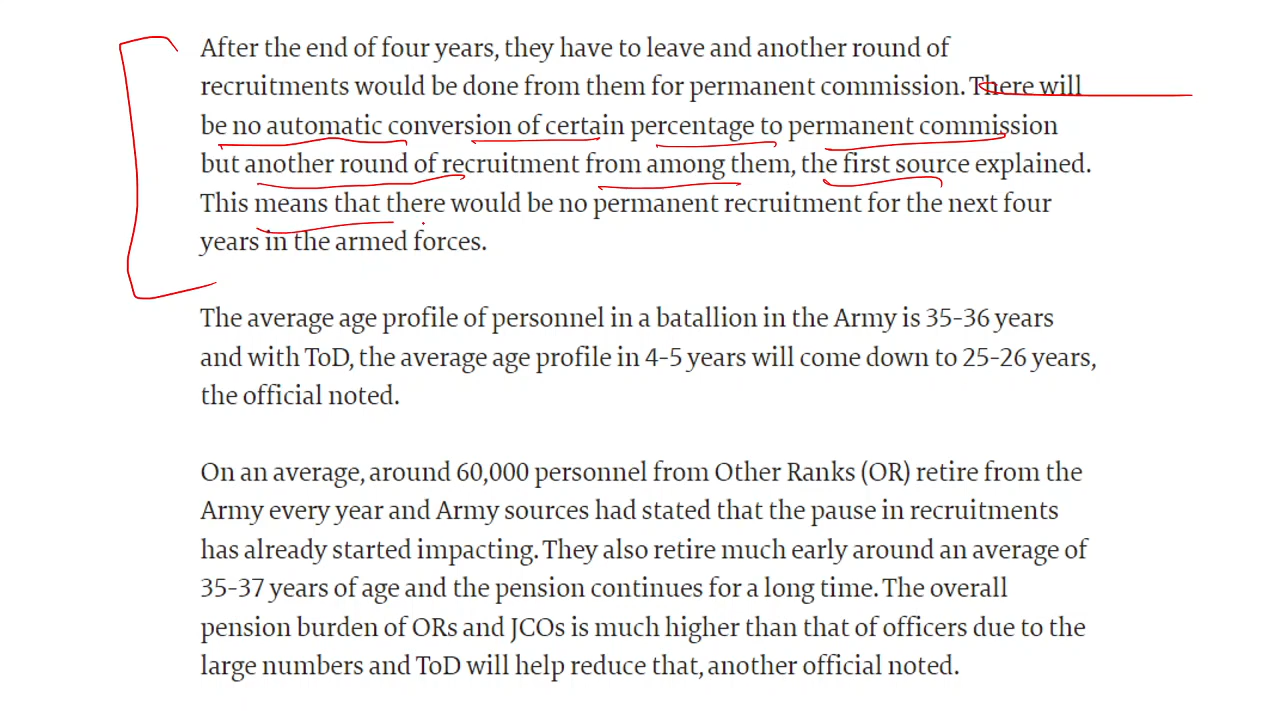 After the end of four years, they have to leave and another round of
recruitments would be done from them for permanent commission. There will
be no automatic conversion of certain percentage to permanent commission
but another round of recruitment from among them, the first source explained.
This means that there would be no permanent recruitment for the next four
years in the armed forces.
The average age profile of personnel in a batallion in the Army is 35-36 years
and with ToD, the average age profile in 4-5 years will come down to 25-26 years,
the official noted.
On an average, around 60,000 personnel from Other Ranks (OR) retire from the
Army every year and Army sources had stated that the pause in recruitments
has already started impacting. They also retire much early around an average of
35-37 years of age and the pension continues for a long time. The overall
pension burden of ORs and JCOs is much higher than that of officers due to the
large numbers and ToD will help reduce that, another official noted.